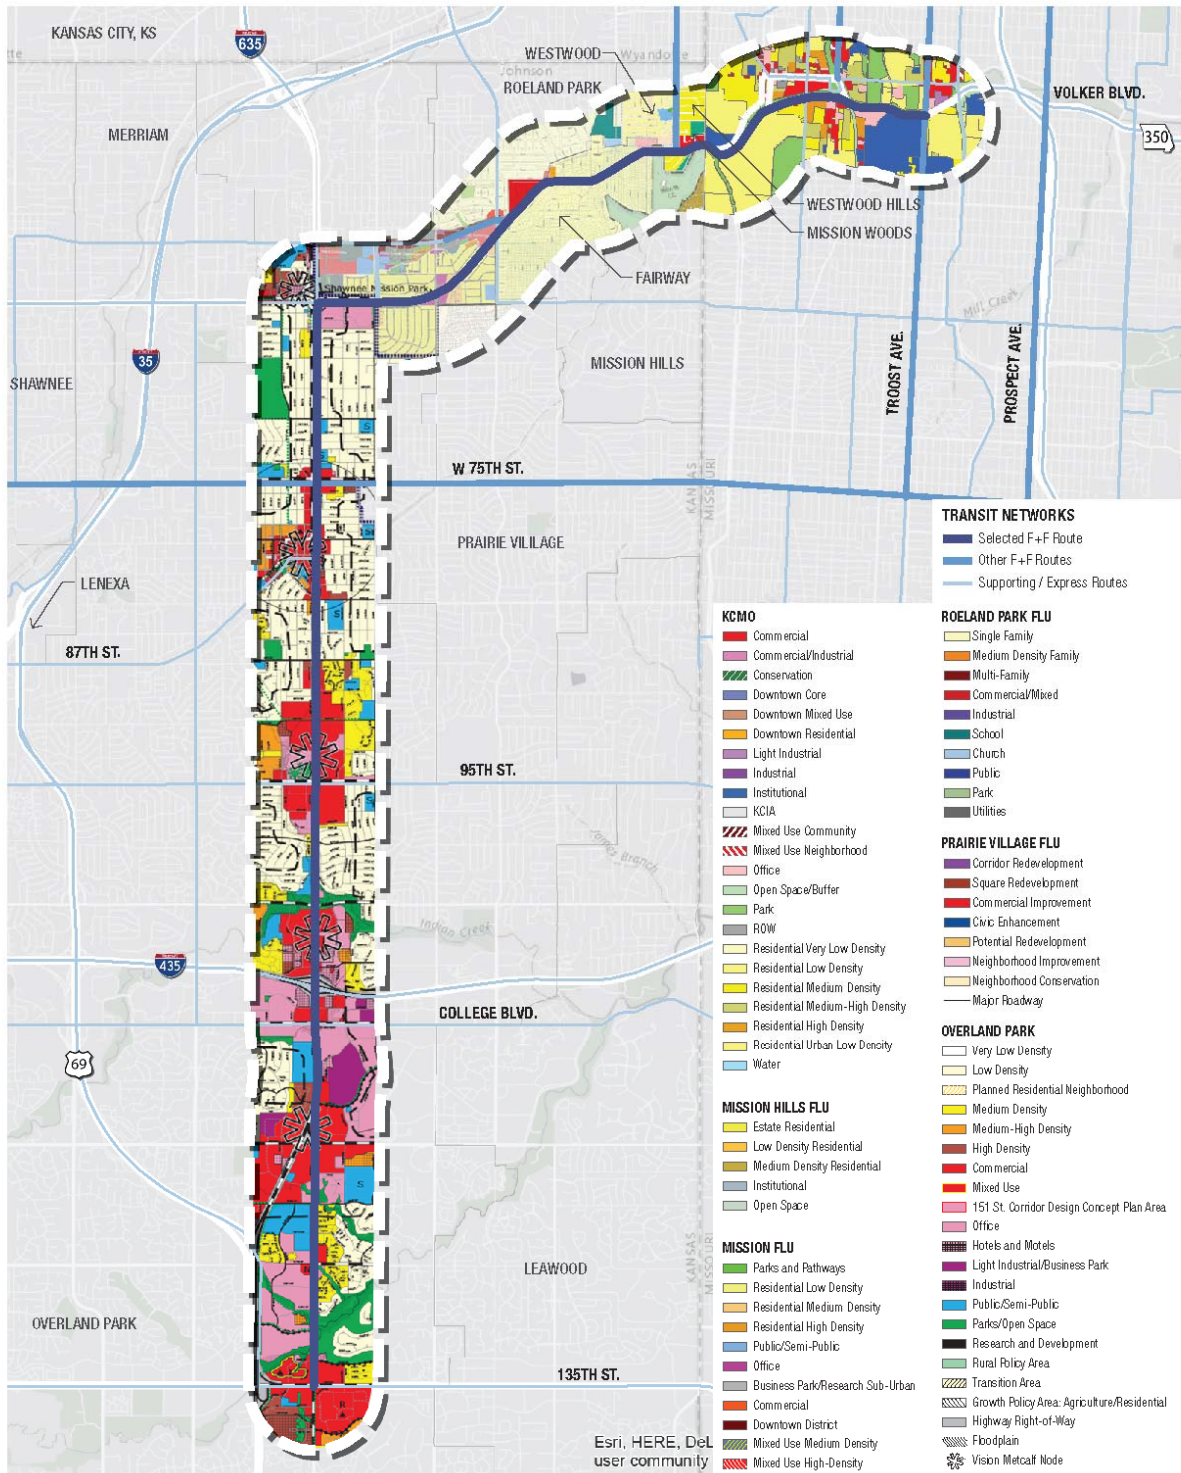 KANSAS CITY, KS
635
WESTWOOD
Wyandotte
Johnson
ROELAND PARK
VOLKER BLVD.
MERRIAM
350
WESTWOOD HILLS
MISSION WOODS
FAIRWAY
Shawnee Mission Park
Mill Creek
35
SHAWNEE
MISSION HILLS
TROOST AVE.
PROSPECT AVE.
W 75TH ST.
KANSAS
MISSOURI
PRAIRIE VILILAGE
LENEXA
87TH ST.
95TH ST.
James Branch
Indian Creek
435
COLLEGE BLVD.
69
KANSAS
MISSOURI
LEAWOOD
OVERLAND PARK
135TH ST.
Esri, HERE, DeL
user community
TRANSIT NETWORKS
Selected F+F Route
Other F+F Routes
Supporting / Express Routes
KCMO
Commercial
Commercial/Industrial
Conservation
Downtown Core
Downtown Mixed Use
Downtown Residential
Light Industrial
Industrial
Institutional
KCIA
Mixed Use Community
Mixed Use Neighborhood
Office
Open Space/Buffer
Park
ROW
Residential Very Low Density
Residential Low Density
Residential Medium Density
Residential Medium-High Density
Residential High Density
Residential Urban Low Density
Water
MISSION HILLS FLU
Estate Residential
Low Density Residential
Medium Density Residential
Institutional
Open Space
MISSION FLU
Parks and Pathways
Residential Low Density
Residential Medium Density
Residential High Density
Public/Semi-Public
Office
Business Park/Research Sub-Urban
Commercial
Downtown District
Mixed Use Medium Density
Mixed Use High-Density
ROELAND PARK FLU
Single Family
Medium Density Family
Multi-Family
Commercial/Mixed
Industrial
School
Church
Public
Park
Utilities
PRAIRIE VILLAGE FLU
Corridor Redevelopment
Square Redevelopment
Commercial Improvement
Civic Enhancement
Potential Redevelopment
Neighborhood Improvement
Neighborhood Conservation
Major Roadway
OVERLAND PARK
Very Low Density
Low Density
Planned Residential Neighborhood
Medium Density
Medium-High Density
High Density
Commercial
Mixed Use
151 St. Corridor Design Concept Plan Area
Office
Hotels and Motels
Light Industrial/Business Park
Industrial
Public/Semi-Public
Parks/Open Space
Research and Development
Rural Policy Area
Transition Area
Growth Policy Area: Agriculture/Residential
Highway Right-of-Way
Floodplain
Vision Metcalf Node